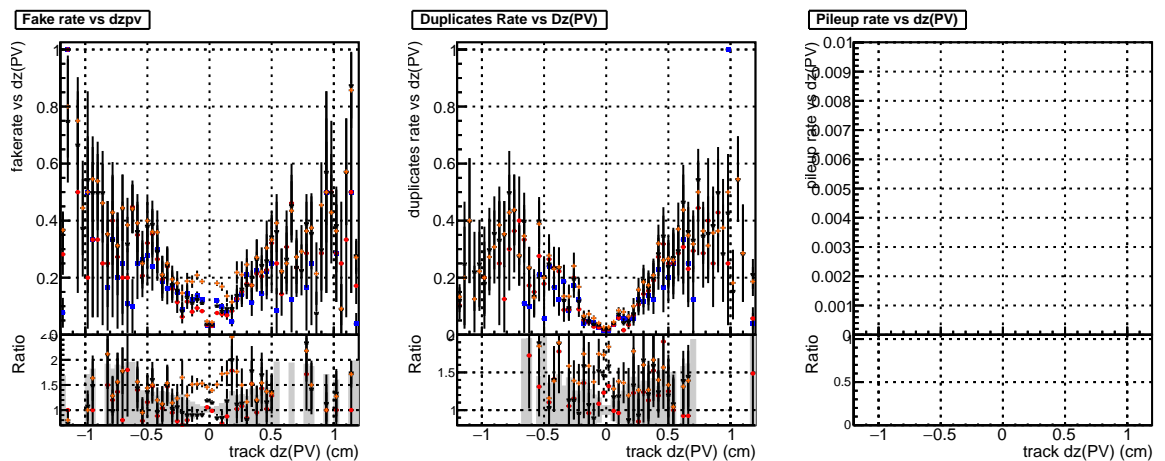 Fake rate vs dzpv
fakerate vs dz(PV)
1
0.8
0.6
0.4
0.2
0
Ratio
2
1.5
1
−1 −0.5 0 0.5 1
track dz(PV) (cm)
Duplicates Rate vs Dz(PV)
duplicates rate vs dz(PV)
1
0.8
0.6
0.4
0.2
0
Ratio
1.5
1
−1 −0.5 0 0.5 1
track dz(PV) (cm)
Pileup rate vs dz(PV)
pileup rate vs dz(PV)
0.01
0.009
0.008
0.007
0.006
0.005
0.004
0.003
0.002
0.001
0
Ratio
1
0.5
0
−1 −0.5 0 0.5 1
track dz(PV) (cm)